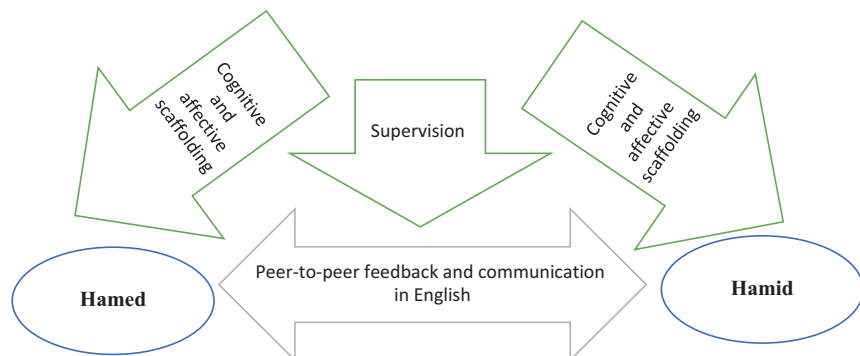 Cognitive
and
affective
scaffolding
Supervision
Cognitive
and
affective
scaffolding
Peer-to-peer feedback and communication
in English
Hamed
Hamid